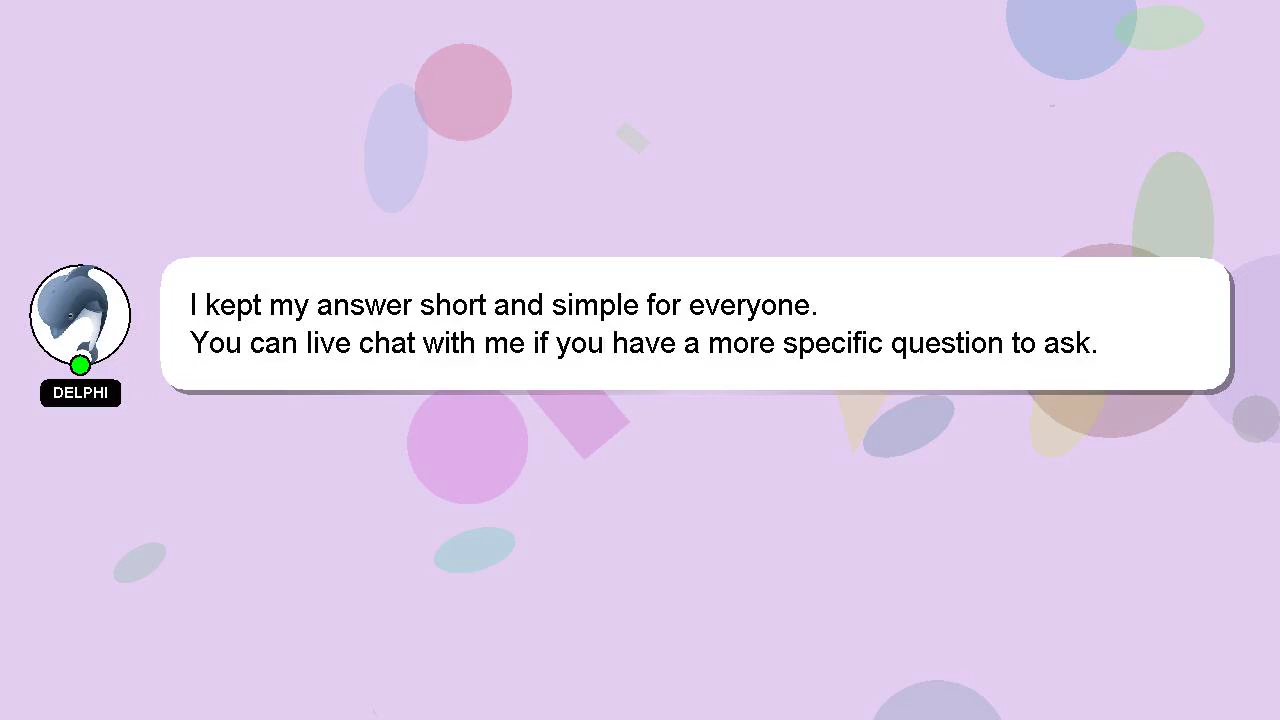 I kept my answer short and simple for everyone.
You can live chat with me if you have a more specific question to ask.
DELPHI